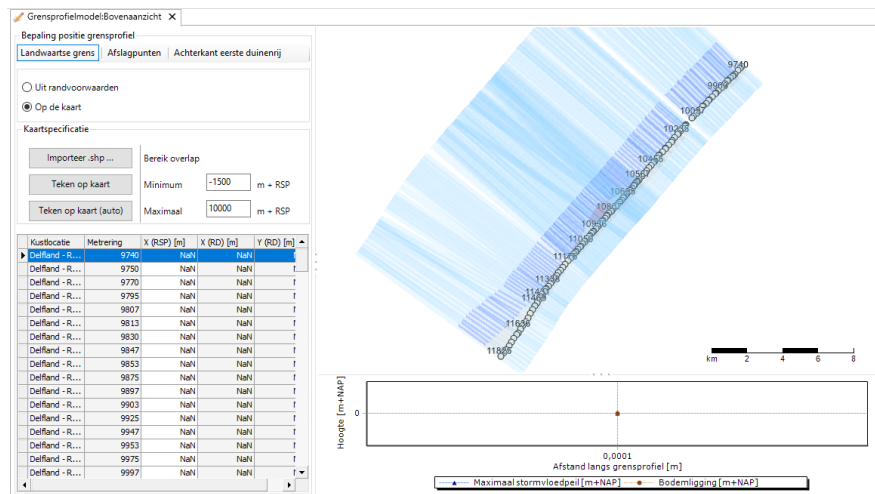 Grensprofielmodel:Bovenaanzicht X
Bepaling positie grensprofiel
Landwaartse grens Afslagpunten Achterkant eerste duinenrij
Uit randvoorwaarden
Op de kaart
Kaartspecificatie
Importeer .shp ... Bereik overlap
Teken op kaart Minimum -1500 m + RSP
Teken op kaart (auto) Maximaal 10000 m + RSP
Kustlocatie Metrering X (RSP) [m] X (RD) [m] Y (RD) [m]
Delfland - R... 9740 NaN NaN
Delfland - R... 9750 NaN NaN
Delfland - R... 9770 NaN NaN
Delfland - R... 9795 NaN NaN
Delfland - R... 9807 NaN NaN
Delfland - R... 9813 NaN NaN
Delfland - R... 9830 NaN NaN
Delfland - R... 9847 NaN NaN
Delfland - R... 9853 NaN NaN
Delfland - R... 9875 NaN NaN
Delfland - R... 9897 NaN NaN
Delfland - R... 9903 NaN NaN
Delfland - R... 9925 NaN NaN
Delfland - R... 9947 NaN NaN
Delfland - R... 9953 NaN NaN
Delfland - R... 9975 NaN NaN
Delfland - R... 9997 NaN NaN
9740
11825
km 2 4 6 8
Hoogte [m+NAP]
0
0,0001
Afstand langs grensprofiel [m]
Maximaal stormvloedpeil [m+NAP] Bodemligging [m+NAP]